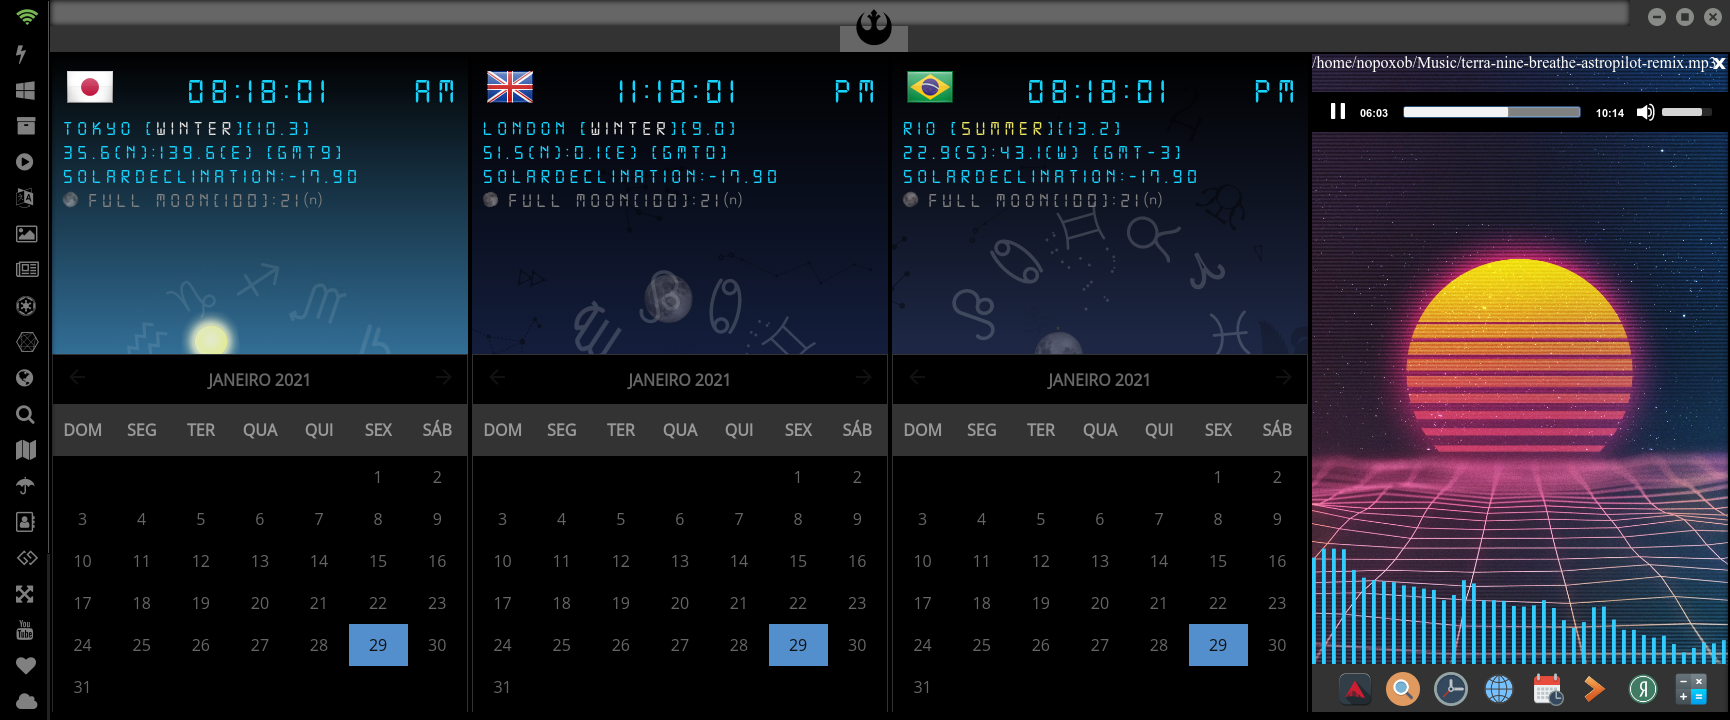 08:18:01 AM
TOKYO [WINTER][10.3]
35.6(N):139.6(E) [GMT9]
SOLARDECLINATION:-17.90
FULL MOON[100]:21(n)
JANEIRO 2021
DOM SEG TER QUA QUI SEX SÁB
1 2
3 4 5 6 7 8 9
10 11 12 13 14 15 16
17 18 19 20 21 22 23
24 25 26 27 28 29 30
31
11:18:01 PM
LONDON [WINTER][9.0]
51.5(N):0.1(E) [GMT0]
SOLARDECLINATION:-17.90
FULL MOON[100]:21(n)
JANEIRO 2021
DOM SEG TER QUA QUI SEX SÁB
1 2
3 4 5 6 7 8 9
10 11 12 13 14 15 16
17 18 19 20 21 22 23
24 25 26 27 28 29 30
31
08:18:01 PM
RIO [SUMMER][13.2]
22.9(S):43.1(W) [GMT-3]
SOLARDECLINATION:-17.90
FULL MOON[100]:21(n)
JANEIRO 2021
DOM SEG TER QUA QUI SEX SÁB
1 2
3 4 5 6 7 8 9
10 11 12 13 14 15 16
17 18 19 20 21 22 23
24 25 26 27 28 29 30
31
/home/nopoxob/Music/terra-nine-breathe-astropilot-remix.mp3
06:03 10:14
You
Tube
Я